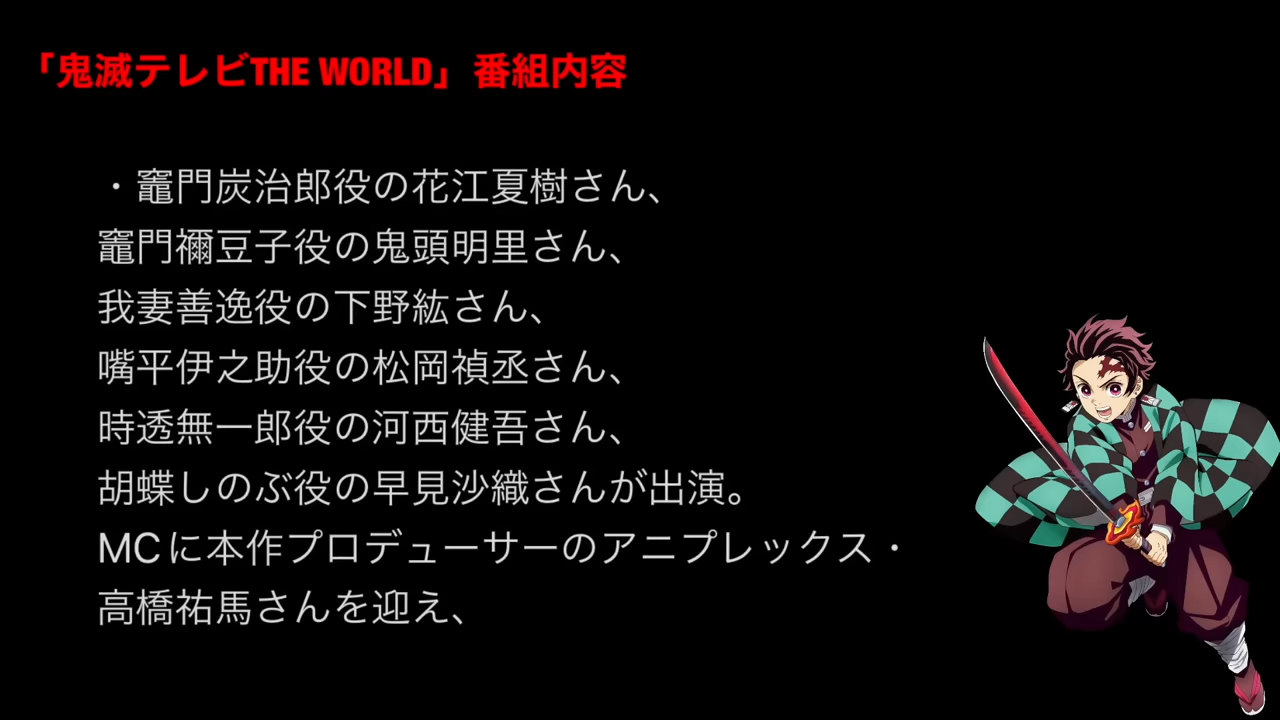 「鬼滅テレビTHE WORLD」番組内容
・竈門炭治郎役の花江夏樹さん、
竈門禰豆子役の鬼頭明里さん、
我妻善逸役の下野紘さん、
嘴平伊之助役の松岡禎丞さん、
時透無一郎役の河西健吾さん、
胡蝶しのぶ役の早見沙織さんが出演。
MCに本作プロデューサーのアニプレックス・
高橋祐馬さんを迎え、